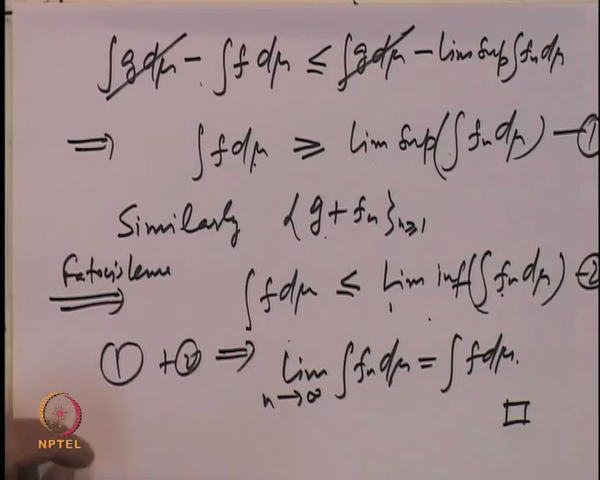 ∫g dμ - ∫f dμ ≤ ∫g dμ - lim sup ∫fn dμ
⟹ ∫f dμ ≥ lim sup (∫fn dμ) — ①
Similarly {g + fn}n≥1
Fatou's lemma
⟹ ∫f dμ ≤ lim inf (∫fn dμ) — ②
① + ② ⟹ lim n→∞ ∫fn dμ = ∫f dμ.
□
NPTEL